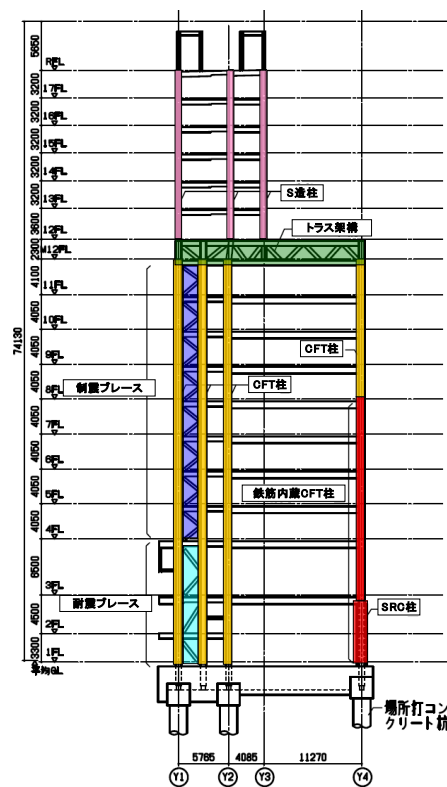 5650
RFL
3200
17FL
3200
16FL
3200
15FL
3200
14FL
3200
13FL
3600
12FL
2300
M12FL
4100
11FL
4050
10FL
4050
9FL
4050
8FL
4050
7FL
4050
6FL
4050
5FL
4050
4FL
6500
3FL
4500
2FL
3300
1FL
平均GL
74130
S造柱
トラス架構
CFT柱
制震ブレース
CFT柱
鉄筋内蔵CFT柱
耐震ブレース
SRC柱
場所打コン
クリート杭
5765
4085
11270
Y1
Y2
Y3
Y4